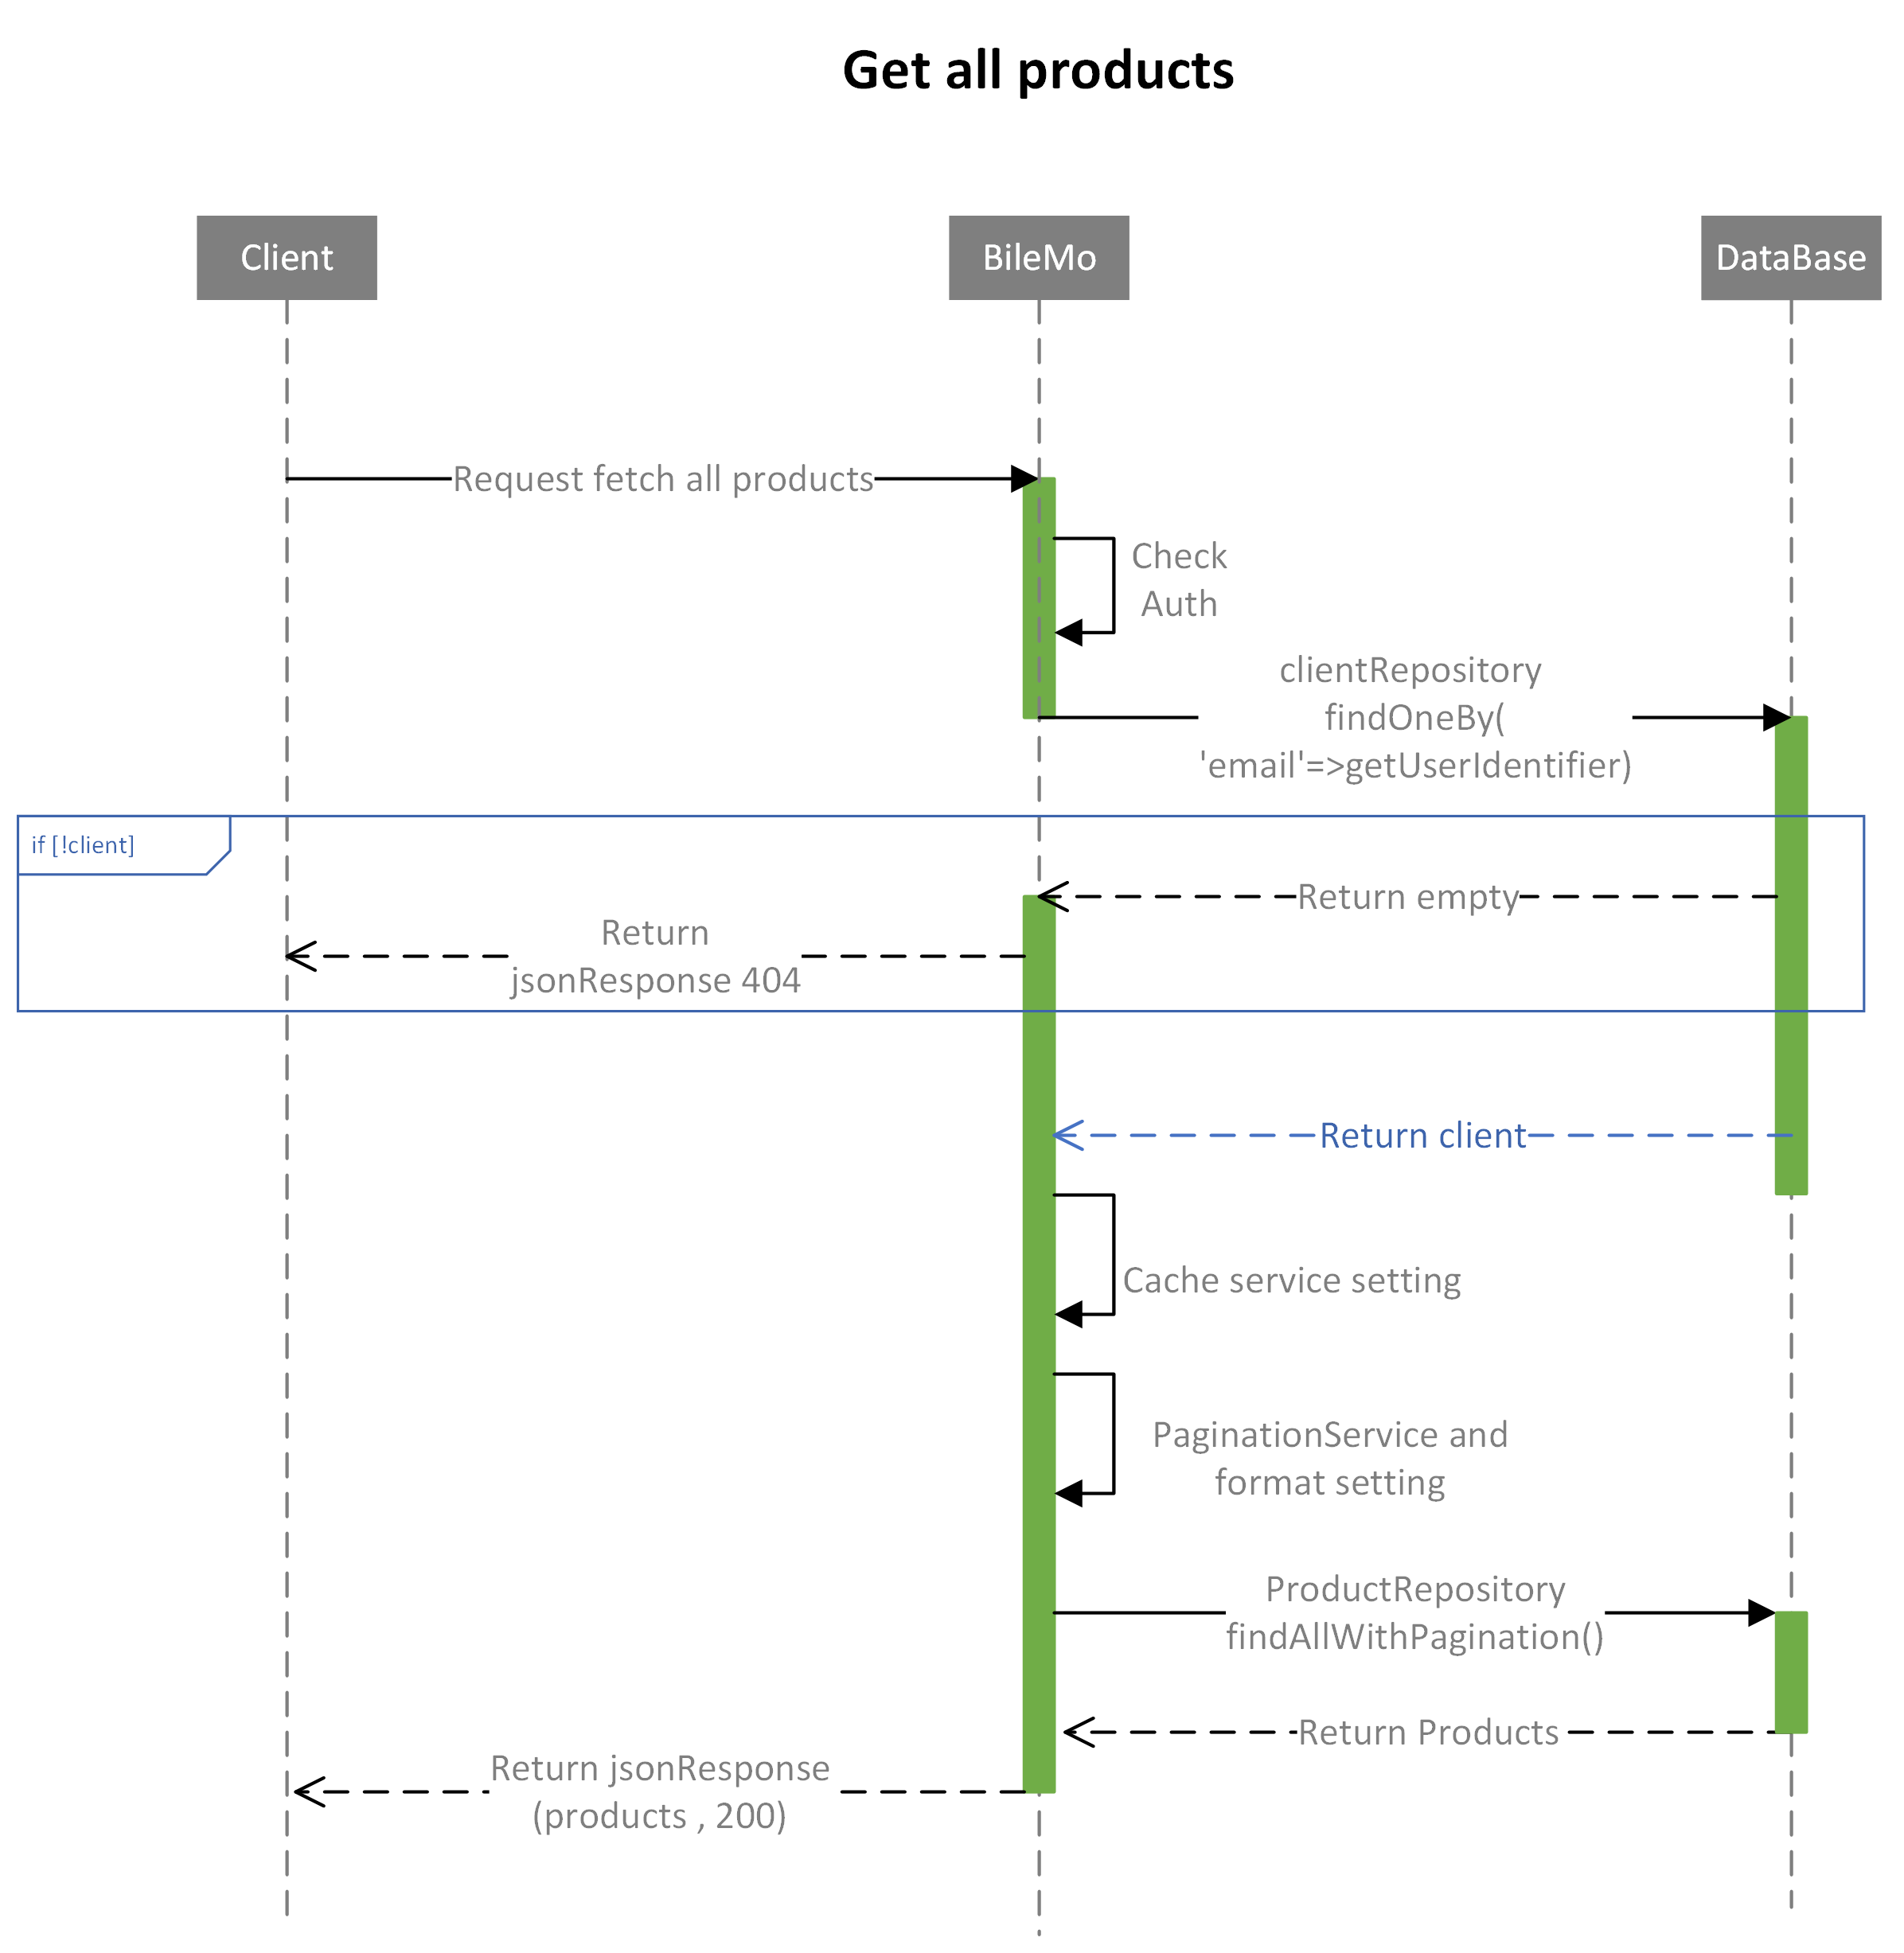 Get all products
Client
BileMo
DataBase
Request fetch all products
Check
Auth
clientRepository
findOneBy(
'email'=>getUserIdentifier)
if [!client]
Return empty
Return
jsonResponse 404
Return client
Cache service setting
PaginationService and
format setting
ProductRepository
findAllWithPagination()
Return Products
Return jsonResponse
(products , 200)